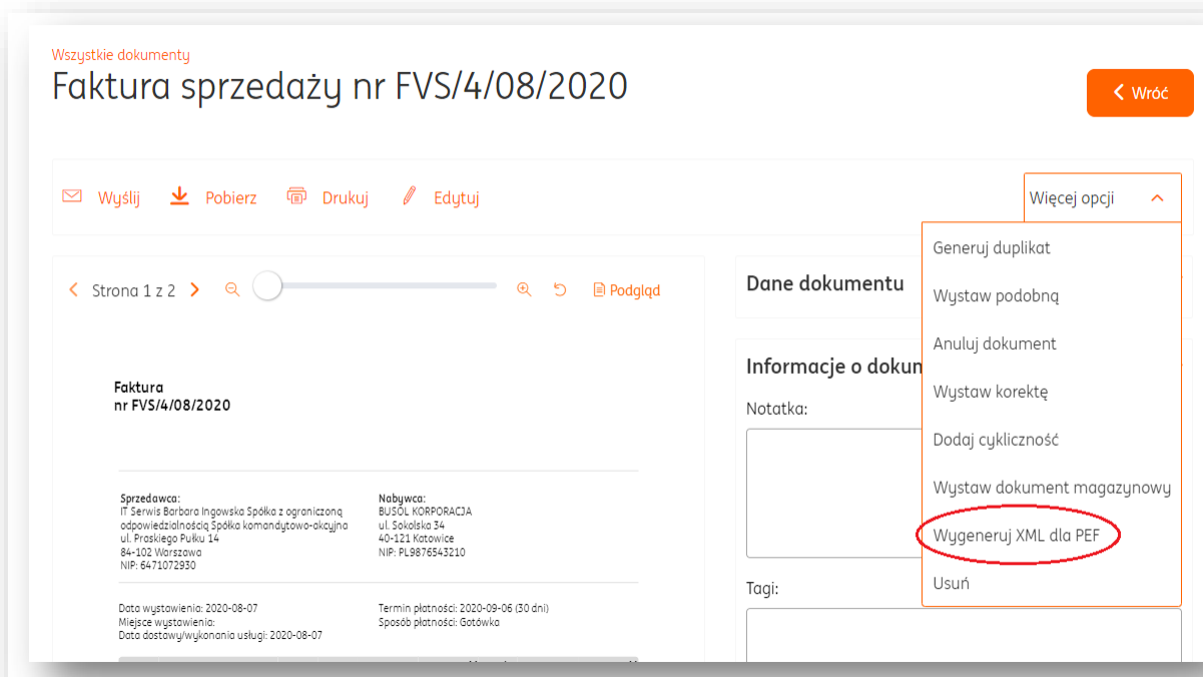 Wszystkie dokumenty
Faktura sprzedaży nr FVS/4/08/2020
Wróć
Wyślij
Pobierz
Drukuj
Edytuj
Więcej opcji
Generuj duplikat
Wystaw podobną
Anuluj dokument
Wystaw korektę
Dodaj cykliczność
Wystaw dokument magazynowy
Wygeneruj XML dla PEF
Usuń
Strona 1 z 2
Podgląd
Faktura
nr FVS/4/08/2020
Sprzedawca:
IT Serwis Barbara Ingowska Spółka z ograniczoną
odpowiedzialnością Spółka komandytowo-akcyjna
ul. Praskiego Pułku 14
84-102 Warszawa
NIP: 6471072930
Nabywca:
BUSOL KORPORACJA
ul. Sokolska 34
40-121 Katowice
NIP: PL9876543210
Data wystawienia: 2020-08-07
Miejsce wystawienia:
Data dostawy/wykonania usługi: 2020-08-07
Termin płatności: 2020-09-06 (30 dni)
Sposób płatności: Gotówka
Dane dokumentu
Informacje o dokum
Notatka:
Tagi: